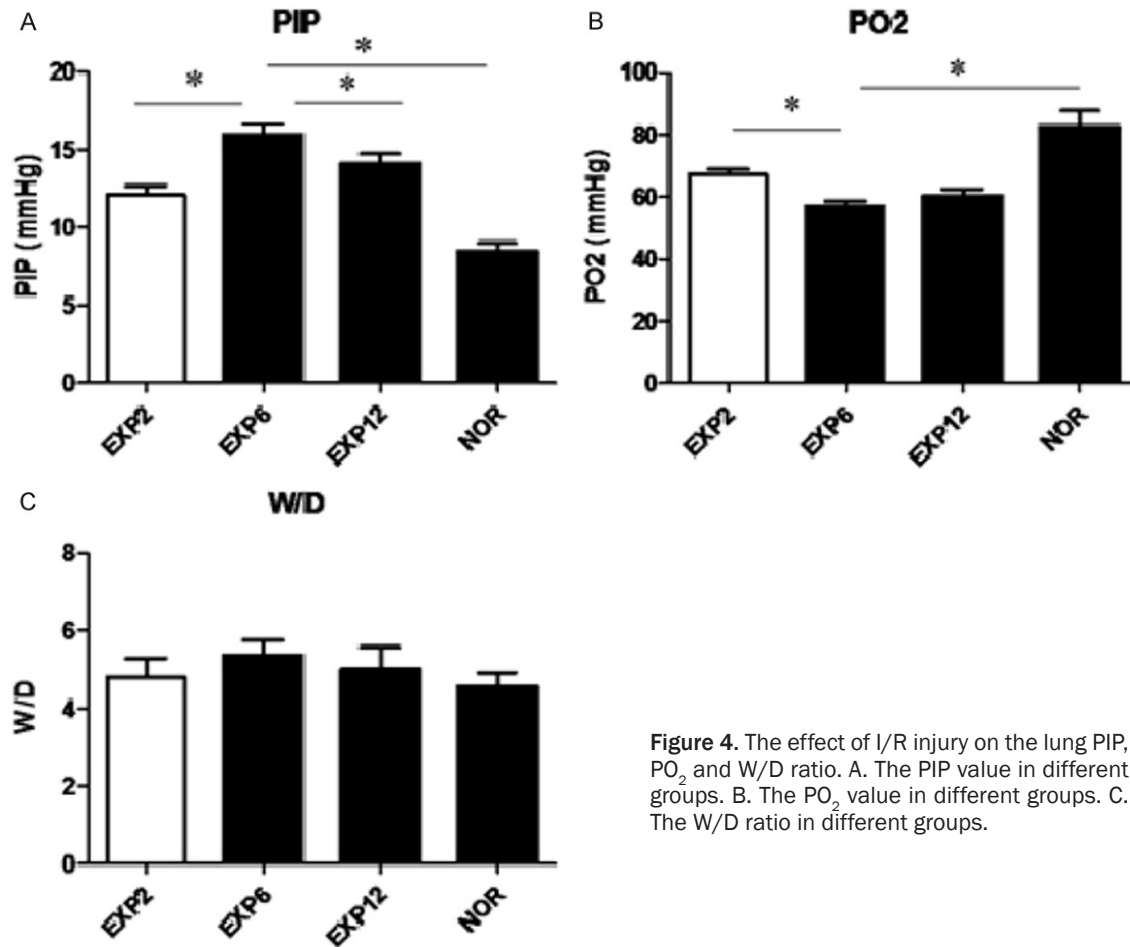 A
PIP
*
*
*
20
15
10
5
0
PIP (mmHg)
EXP2
EXP6
EXP12
NOR
B
PO2
*
*
100
80
60
40
20
0
PO2 (mmHg)
EXP2
EXP6
EXP12
NOR
C
W/D
8
6
4
2
0
W/D
EXP2
EXP6
EXP12
NOR
Figure 4. The effect of I/R injury on the lung PIP,
PO2 and W/D ratio. A. The PIP value in different
groups. B. The PO2 value in different groups. C.
The W/D ratio in different groups.